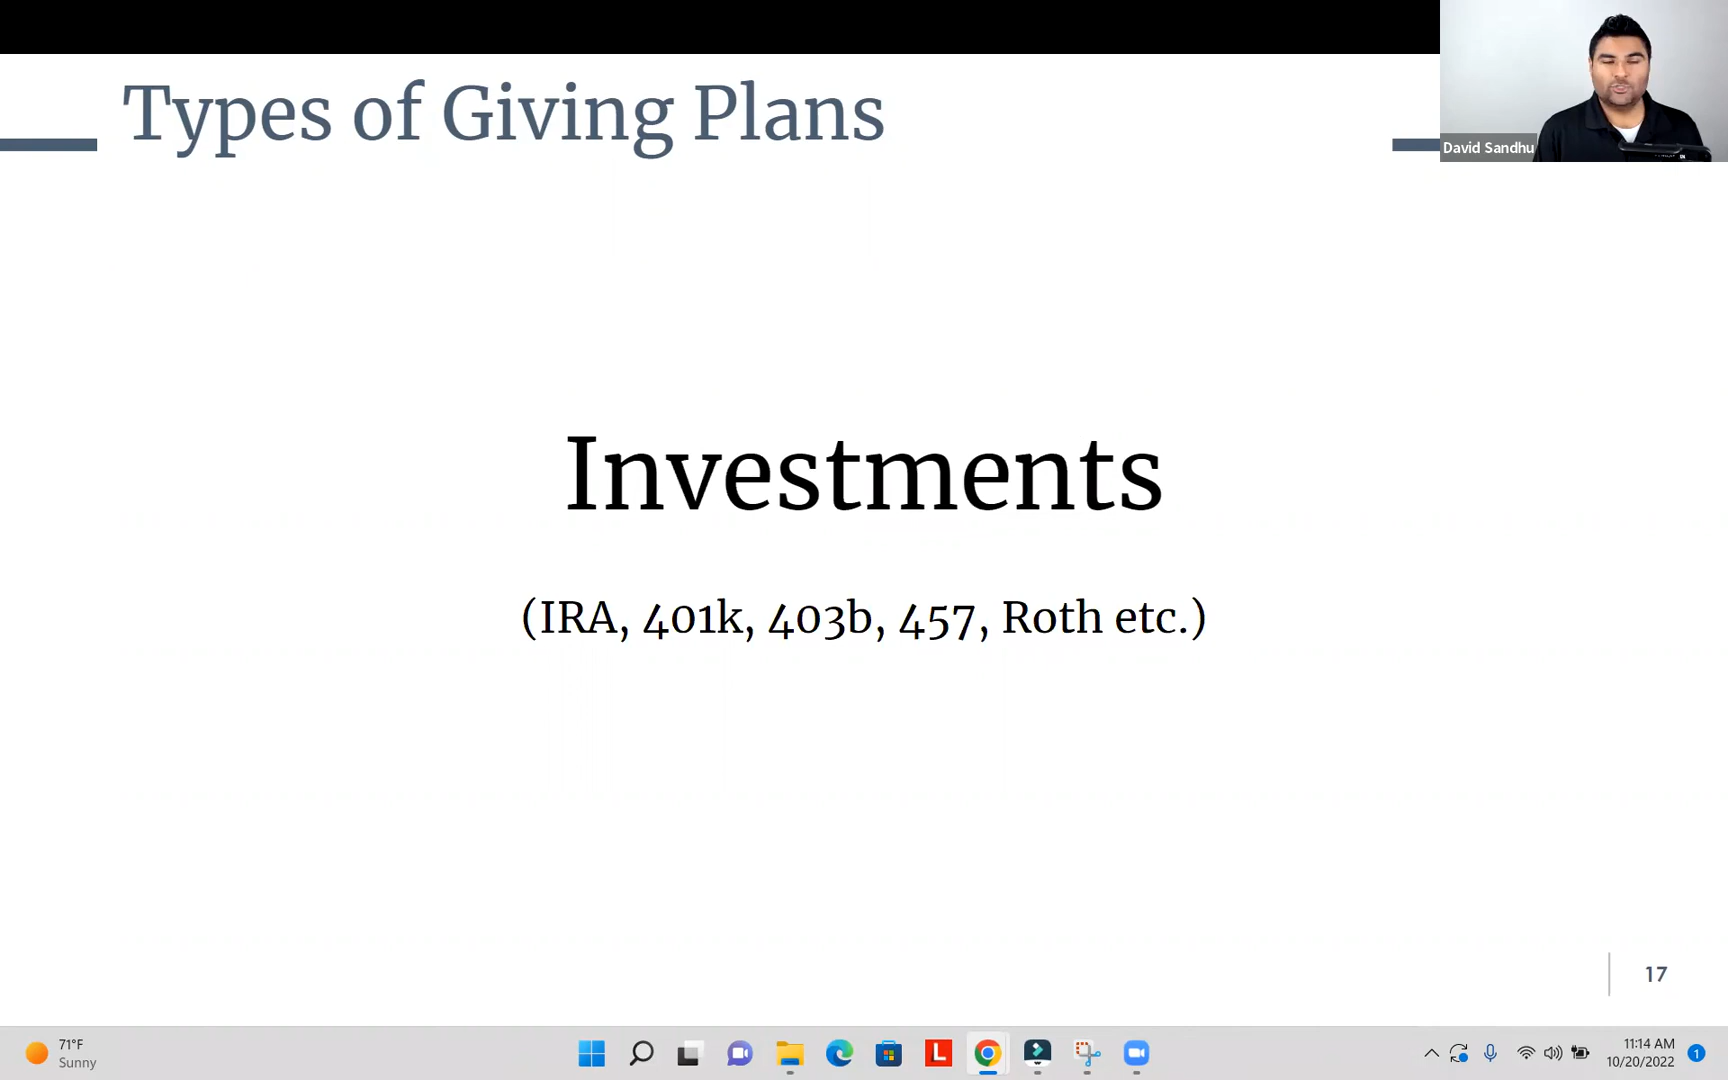 Types of Giving Plans
David Sandhu
Investments
(IRA, 401k, 403b, 457, Roth etc.)
17
71°F
Sunny
L
11:14 AM
10/20/2022
1